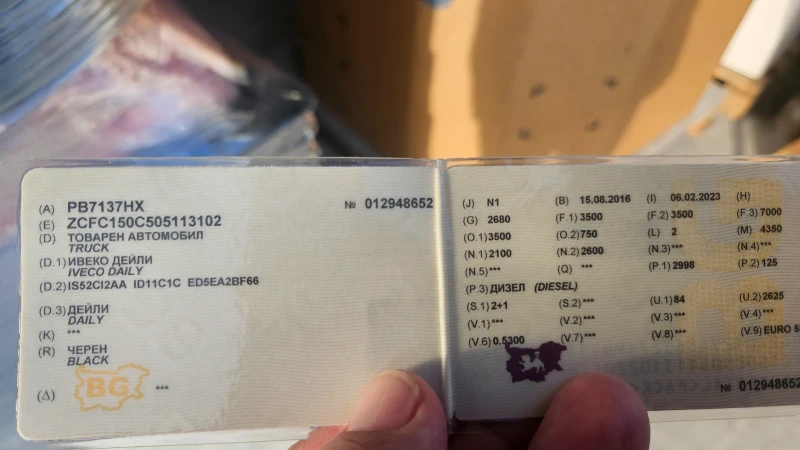 (A) PB7137HX
№ 012948652
(E) ZCFC150C505113102
(D) ТОВАРЕН АВТОМОБИЛ
TRUCK
(D.1) ИВЕКО ДЕЙЛИ
IVECO DAILY
(D.2) IS52CI2AA ID11C1C ED5EA2BF66
(D.3) ДЕЙЛИ
DAILY
(K) ***
(R) ЧЕРЕН
BLACK
(Δ) BG ***
(J) N1 (B) 15.08.2016 (I) 06.02.2023 (H)
(G) 2680 (F.1) 3500 (F.2) 3500 (F.3) 7000
(O.1) 3500 (O.2) 750 (L) 2 (M) 4350
(N.1) 2100 (N.2) 2600 (N.3) *** (N.4) ***
(N.5) *** (Q) *** (P.1) 2998 (P.2) 125
(P.3) ДИЗЕЛ (DIESEL)
(S.1) 2+1 (S.2) *** (U.1) 84 (U.2) 2625
(V.1) *** (V.2) *** (V.3) *** (V.4) ***
(V.6) 0.5300 (V.7) *** (V.8) *** (V.9) EURO 5
№ 012948652